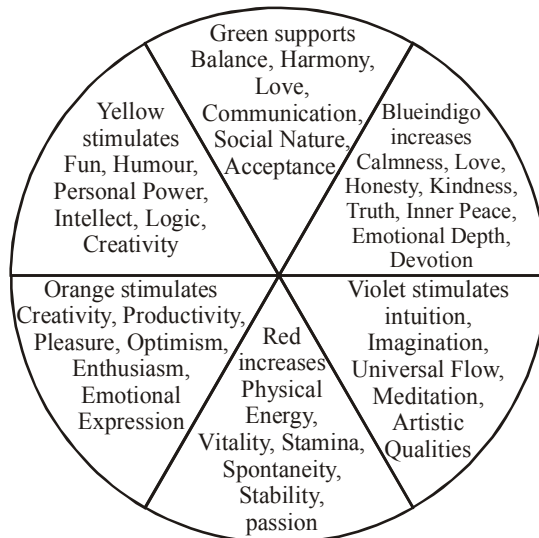 Green supports
Balance, Harmony,
Love,
Communication,
Social Nature,
Acceptance
Blueindigo
increases
Calmness, Love,
Honesty, Kindness,
Truth, Inner Peace,
Emotional Depth,
Devotion
Violet stimulates
intuition,
Imagination,
Universal Flow,
Meditation,
Artistic
Qualities
Red
increases
Physical
Energy,
Vitality, Stamina,
Spontaneity,
Stability,
passion
Orange stimulates
Creativity, Productivity,
Pleasure, Optimism,
Enthusiasm,
Emotional
Expression
Yellow
stimulates
Fun, Humour,
Personal Power,
Intellect, Logic,
Creativity